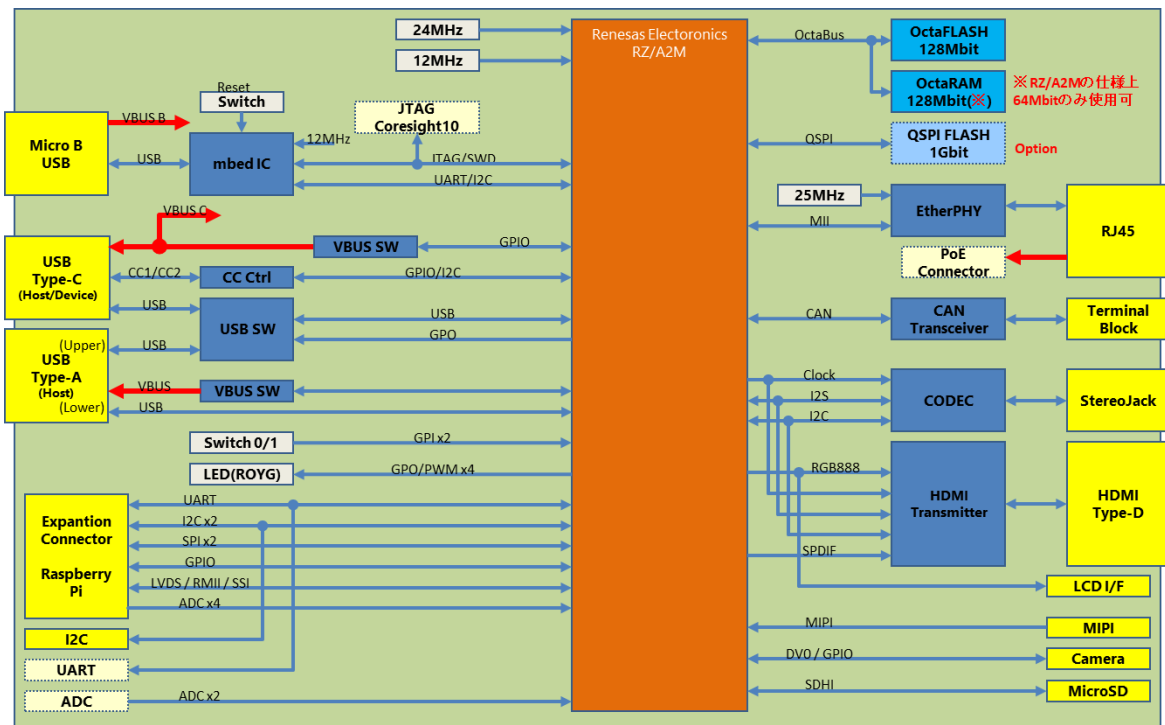 24MHz
12MHz
Renesas Electoronics
RZ/A2M
OctaBus
OctaFLASH
128Mbit
OctaRAM
128Mbit(※)
※ RZ/A2Mの仕様上
64Mbitのみ使用可
Reset
Switch
JTAG
Coresight10
VBUS B
Micro B
USB
USB
mbed IC
12MHz
JTAG/SWD
UART/I2C
QSPI
QSPI FLASH
1Gbit
Option
25MHz
MII
EtherPHY
RJ45
PoE
Connector
VBUS C
VBUS SW
GPIO
USB
Type-C
(Host/Device)
CC1/CC2
CC Ctrl
GPIO/I2C
USB
USB SW
USB
GPO
CAN
CAN
Transceiver
Terminal
Block
(Upper)
USB
USB
Type-A
(Host)
(Lower)
VBUS
VBUS SW
USB
Clock
I2S
I2C
CODEC
StereoJack
Switch 0/1
GPI x2
LED(ROYG)
GPO/PWM x4
RGB888
HDMI
Transmitter
HDMI
Type-D
SPDIF
Expantion
Connector
Raspberry
Pi
UART
I2C x2
SPI x2
GPIO
LVDS / RMII / SSI
ADC x4
LCD I/F
I2C
MIPI
MIPI
UART
DV0 / GPIO
Camera
ADC
ADC x2
SDHI
MicroSD